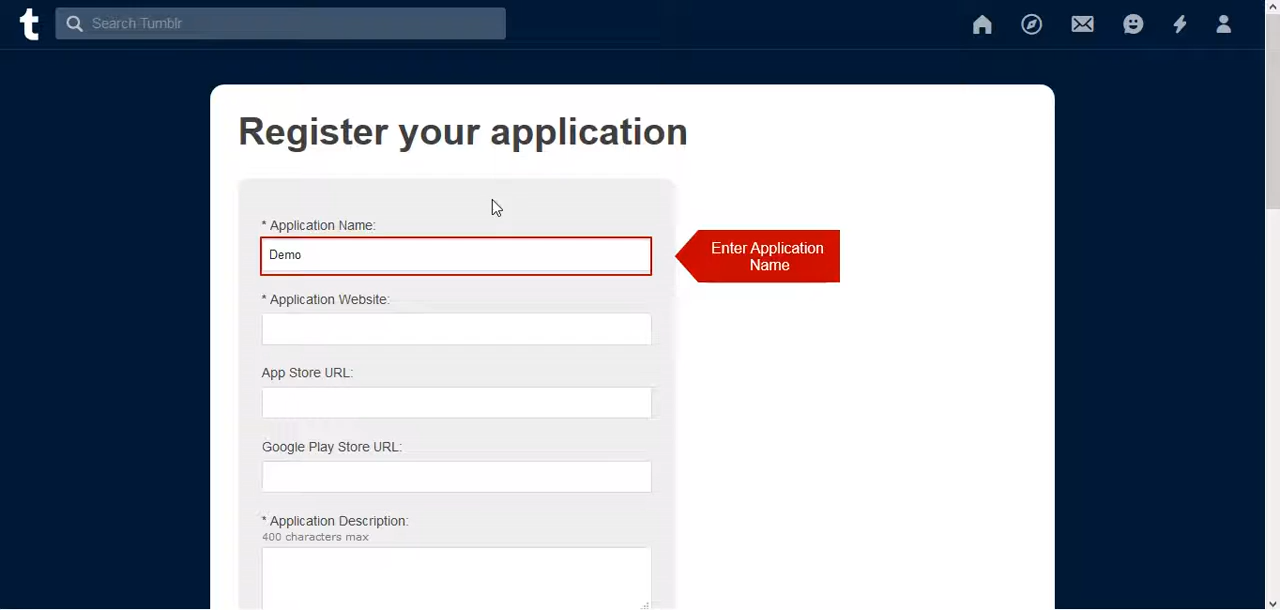 t
Search Tumblr
Register your application
* Application Name:
Demo
Enter Application
Name
* Application Website:
App Store URL:
Google Play Store URL:
* Application Description:
400 characters max